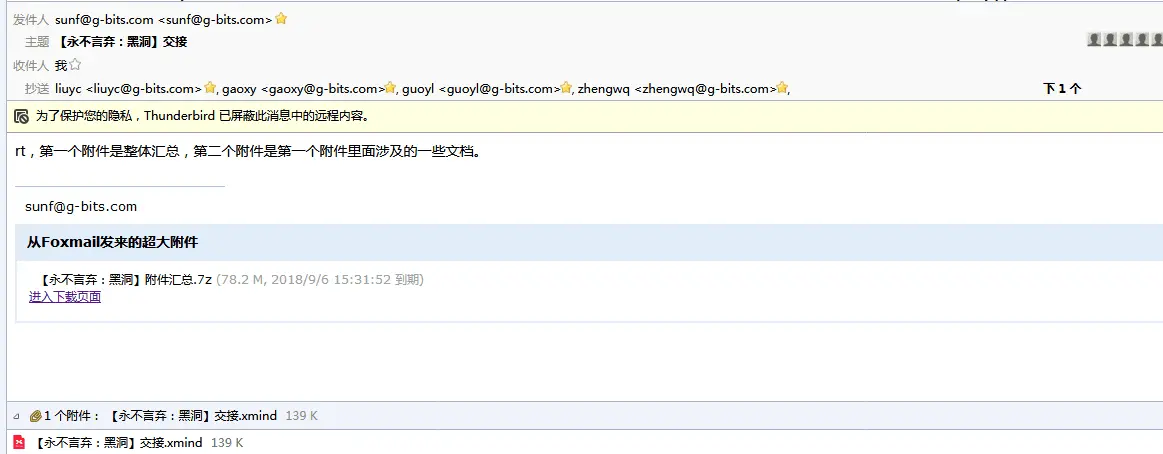 发件人 sunf@g-bits.com <sunf@g-bits.com>
主题 【永不言弃：黑洞】交接
收件人 我
抄送 liuyc <liuyc@g-bits.com>, gaoxy <gaoxy@g-bits.com>, guoyl <guoyl@g-bits.com>, zhengwq <zhengwq@g-bits.com>, 下 1 个
为了保护您的隐私，Thunderbird 已屏蔽此消息中的远程内容。
rt，第一个附件是整体汇总，第二个附件是第一个附件里面涉及的一些文档。
sunf@g-bits.com
从Foxmail发来的超大附件
【永不言弃：黑洞】附件汇总.7z (78.2 M, 2018/9/6 15:31:52 到期)
进入下载页面
1 个附件： 【永不言弃：黑洞】交接.xmind 139 K
【永不言弃：黑洞】交接.xmind 139 K